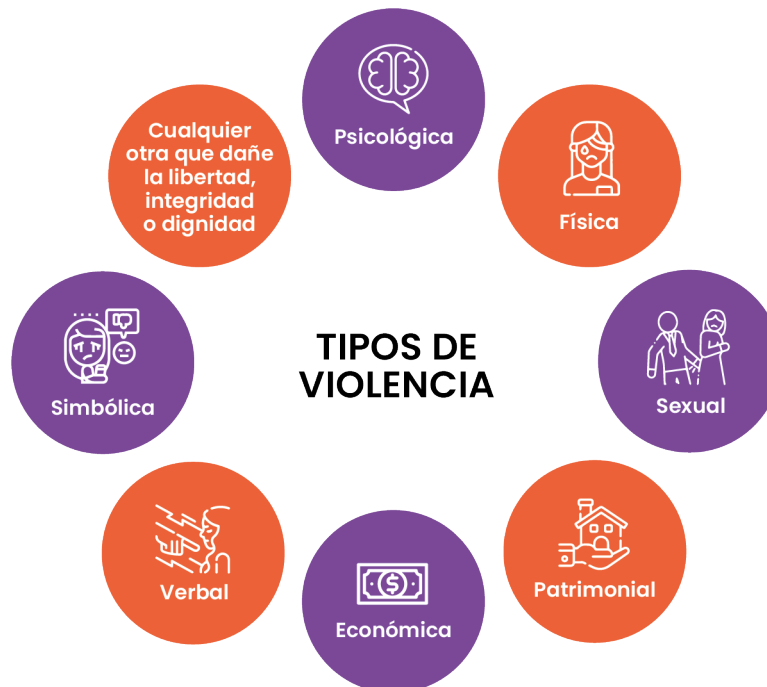 TIPOS DE
VIOLENCIA
Psicológica
Física
Sexual
Patrimonial
Económica
Verbal
Simbólica
Cualquier
otra que dañe
la libertad,
integridad
o dignidad